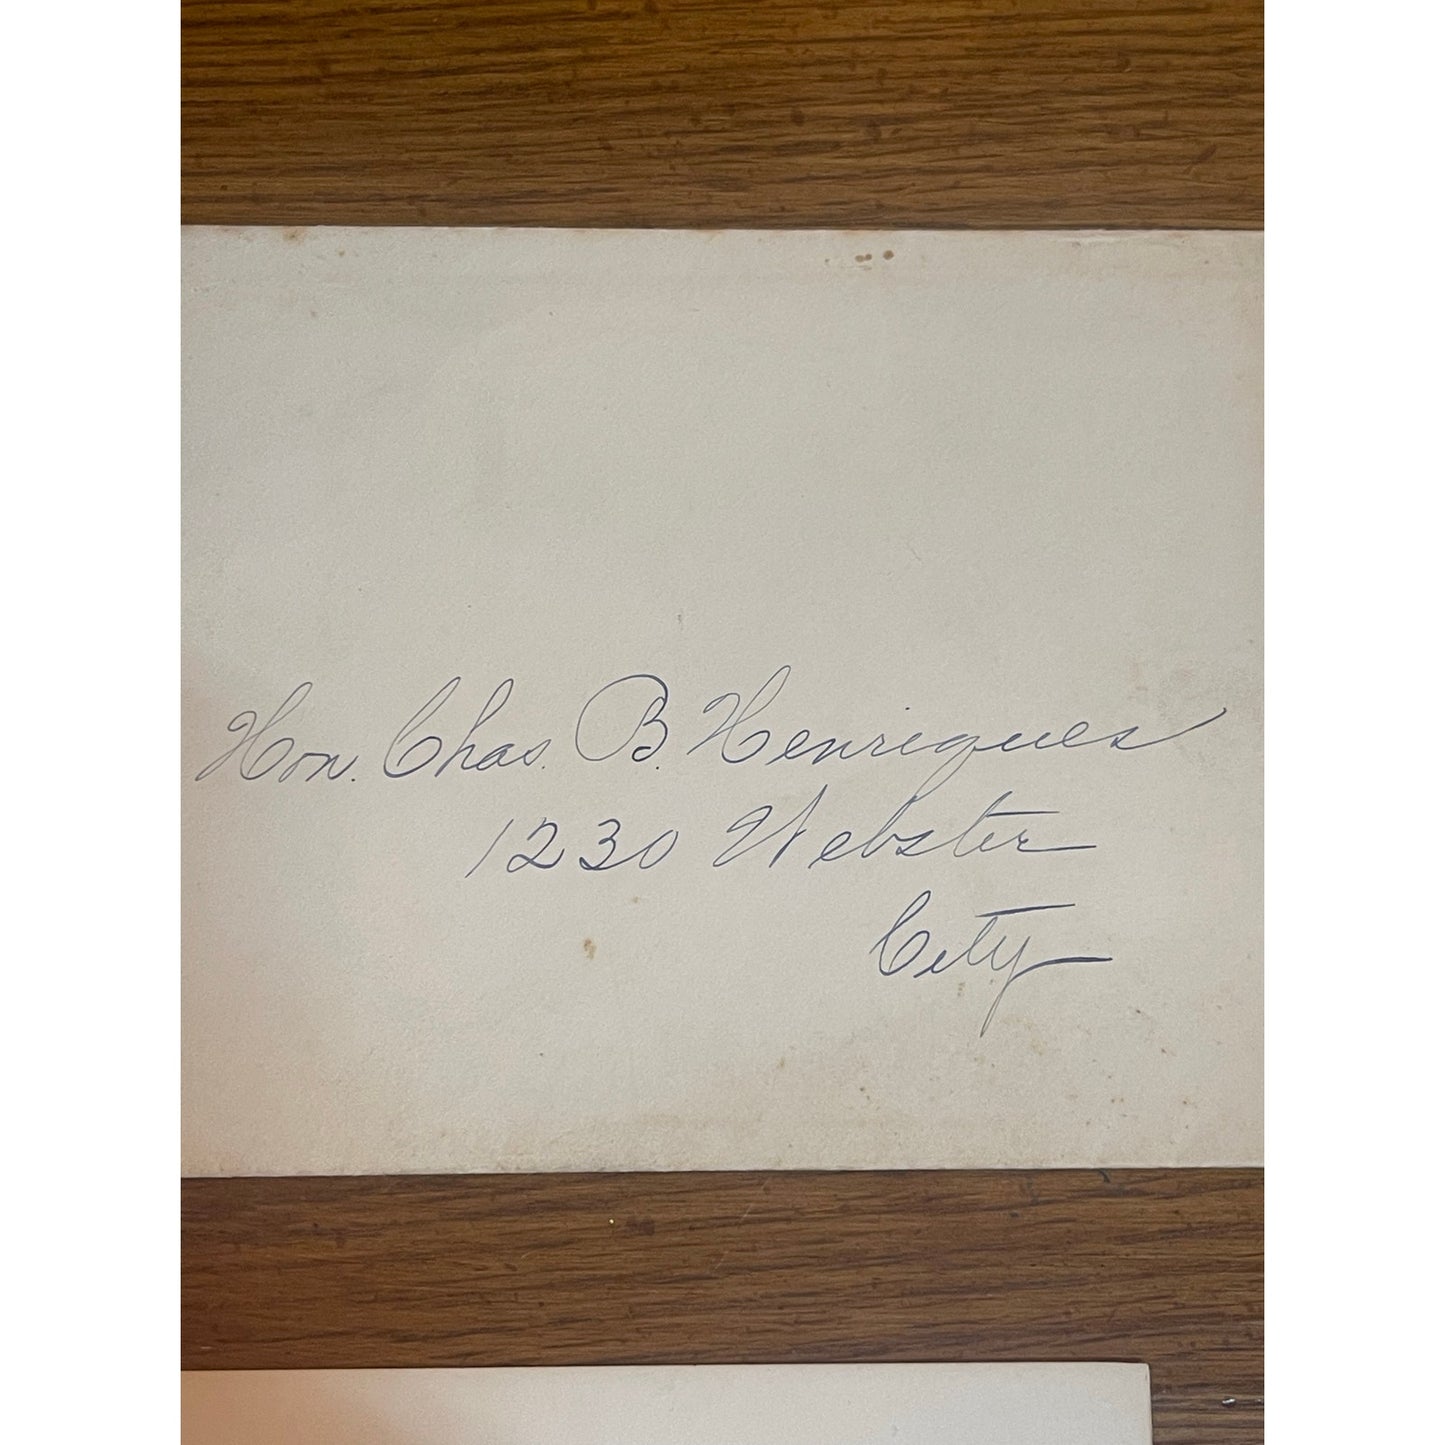 Hon. Chas. B. Henriques
1230 Webster
City